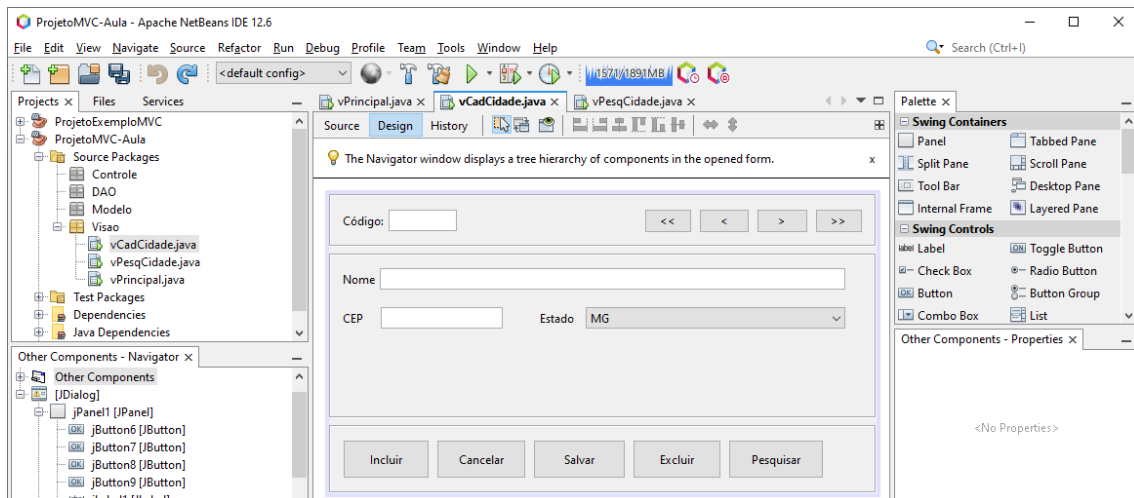 ProjetoMVC-Aula - Apache NetBeans IDE 12.6
File Edit View Navigate Source Refactor Run Debug Profile Team Tools Window Help
Search (Ctrl+I)
<default config>
1571/1891MB
Projects Files Services
ProjetoExemploMVC
ProjetoMVC-Aula
Source Packages
Controle
DAO
Modelo
Visao
vCadCidade.java
vPesqCidade.java
vPrincipal.java
Test Packages
Dependencies
Java Dependencies
Other Components - Navigator
Other Components
[JDialog]
jPanel1 [JPanel]
jButton6 [JButton]
jButton7 [JButton]
jButton8 [JButton]
jButton9 [JButton]
vPrincipal.java vCadCidade.java vPesqCidade.java
Source Design History
The Navigator window displays a tree hierarchy of components in the opened form. x
Código: << < > >>
Nome
CEP Estado MG
Incluir Cancelar Salvar Excluir Pesquisar
Palette
Swing Containers
Panel Tabbed Pane
Split Pane Scroll Pane
Tool Bar Desktop Pane
Internal Frame Layered Pane
Swing Controls
label Label ON Toggle Button
Check Box Radio Button
OK Button Button Group
Combo Box List
Other Components - Properties
<No Properties>